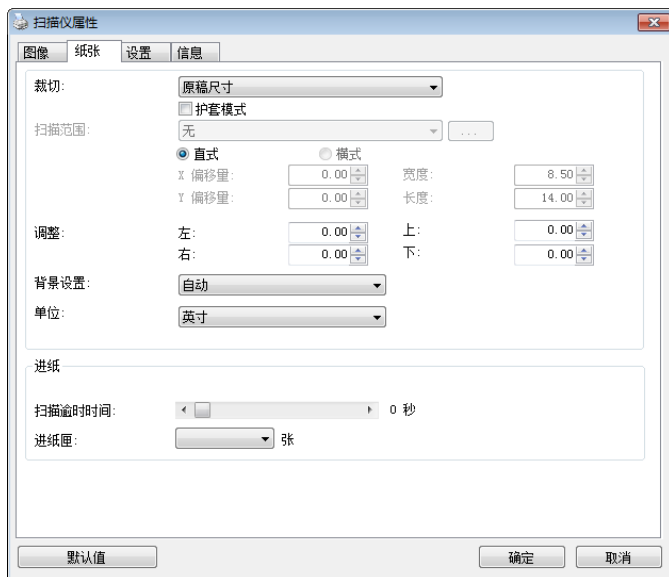 扫描仪属性
图像 纸张 设置 信息
裁切: 原稿尺寸
护套模式
扫描范围: 无 ...
直式 横式
X 偏移量: 0.00 宽度: 8.50
Y 偏移量: 0.00 长度: 14.00
调整: 左: 0.00 上: 0.00
右: 0.00 下: 0.00
背景设置: 自动
单位: 英寸
进纸
扫描逾时时间: 0 秒
进纸匣: 张
默认值 确定 取消